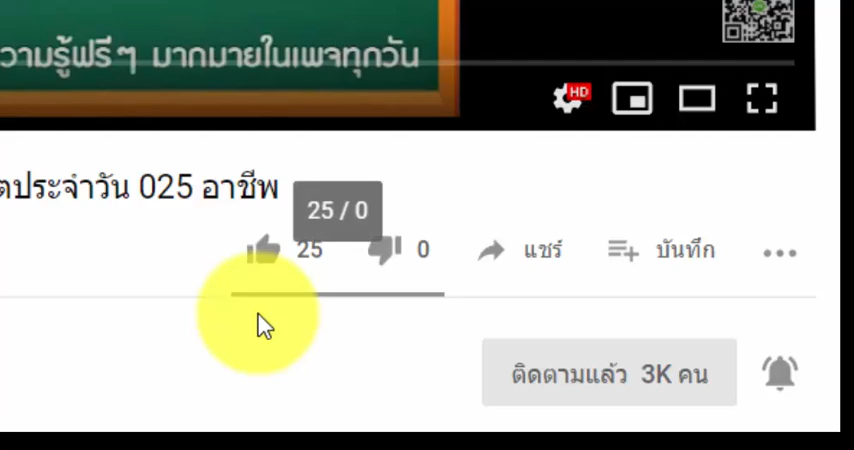 ความรู้ฟรีๆ มากมายในเพจทุกวัน
HD
ประจำวัน 025 อาชีพ
25 / 0
25 0 แชร์ บันทึก
ติดตามแล้ว 3K คน